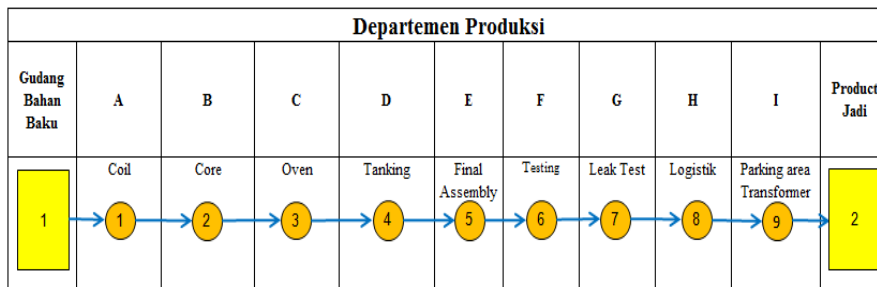 Departemen Produksi
Gudang
Bahan
Baku
A
B
C
D
E
F
G
H
I
Product
Jadi
Coil
Core
Oven
Tanking
Final
Assembly
Testing
Leak Test
Logistik
Parking area
Transformer
1
1
2
3
4
5
6
7
8
9
2